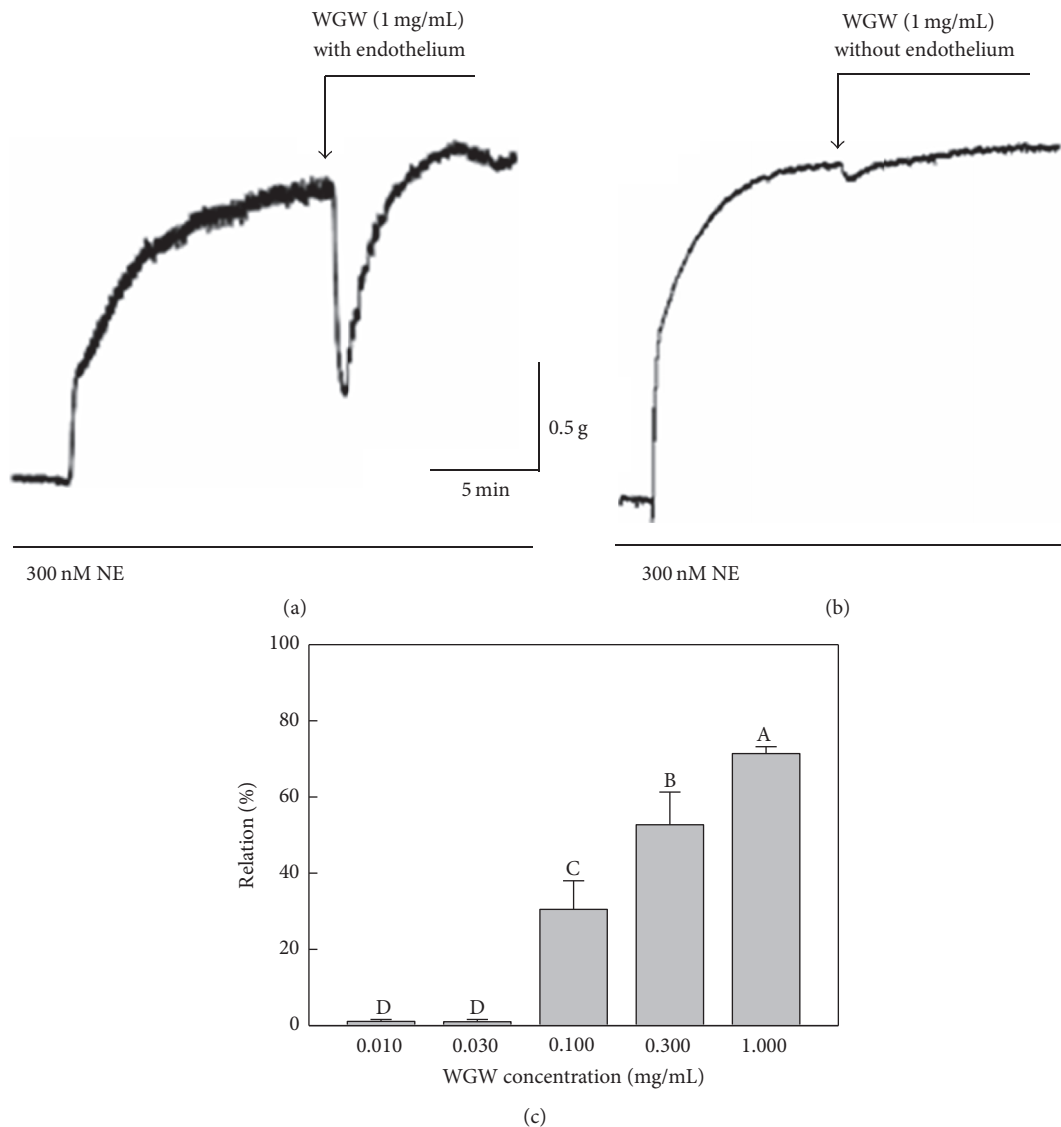 WGW (1 mg/mL)
with endothelium
WGW (1 mg/mL)
without endothelium
0.5 g
5 min
300 nM NE
300 nM NE
(a)
(b)
100
80
60
40
20
0
Relation (%)
D
D
C
B
A
0.010
0.030
0.100
0.300
1.000
WGW concentration (mg/mL)
(c)